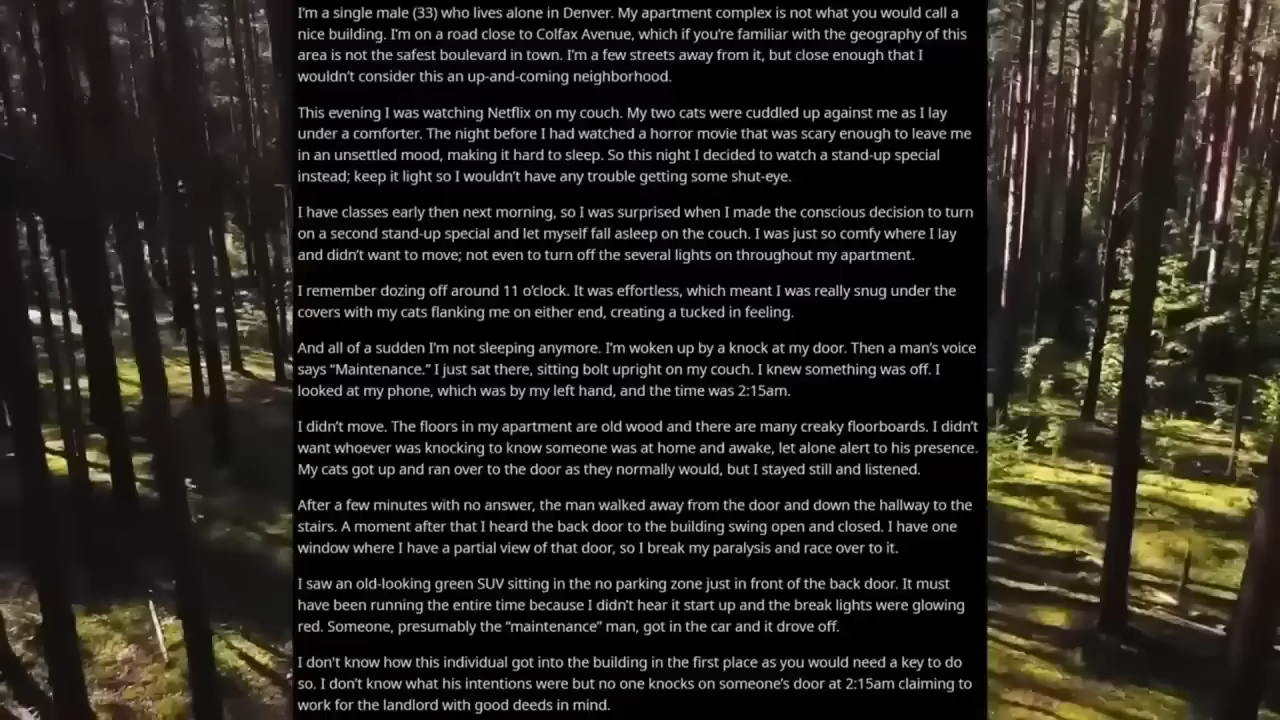 I'm a single male (33) who lives alone in Denver. My apartment complex is not what you would call a
nice building. I'm on a road close to Colfax Avenue, which if you're familiar with the geography of this
area is not the safest boulevard in town. I'm a few streets away from it, but close enough that I
wouldn't consider this an up-and-coming neighborhood.
This evening I was watching Netflix on my couch. My two cats were cuddled up against me as I lay
under a comforter. The night before I had watched a horror movie that was scary enough to leave me
in an unsettled mood, making it hard to sleep. So this night I decided to watch a stand-up special
instead; keep it light so I wouldn't have any trouble getting some shut-eye.
I have classes early then next morning, so I was surprised when I made the conscious decision to turn
on a second stand-up special and let myself fall asleep on the couch. I was just so comfy where I lay
and didn't want to move; not even to turn off the several lights on throughout my apartment.
I remember dozing off around 11 o'clock. It was effortless, which meant I was really snug under the
covers with my cats flanking me on either end, creating a tucked in feeling.
And all of a sudden I'm not sleeping anymore. I'm woken up by a knock at my door. Then a man's voice
says “Maintenance.” I just sat there, sitting bolt upright on my couch. I knew something was off. I
looked at my phone, which was by my left hand, and the time was 2:15am.
I didn't move. The floors in my apartment are old wood and there are many creaky floorboards. I didn't
want whoever was knocking to know someone was at home and awake, let alone alert to his presence.
My cats got up and ran over to the door as they normally would, but I stayed still and listened.
After a few minutes with no answer, the man walked away from the door and down the hallway to the
stairs. A moment after that I heard the back door to the building swing open and closed. I have one
window where I have a partial view of that door, so I break my paralysis and race over to it.
I saw an old-looking green SUV sitting in the no parking zone just in front of the back door. It must
have been running the entire time because I didn't hear it start up and the break lights were glowing
red. Someone, presumably the “maintenance” man, got in the car and it drove off.
I don't know how this individual got into the building in the first place as you would need a key to do
so. I don't know what his intentions were but no one knocks on someone's door at 2:15am claiming to
work for the landlord with good deeds in mind.